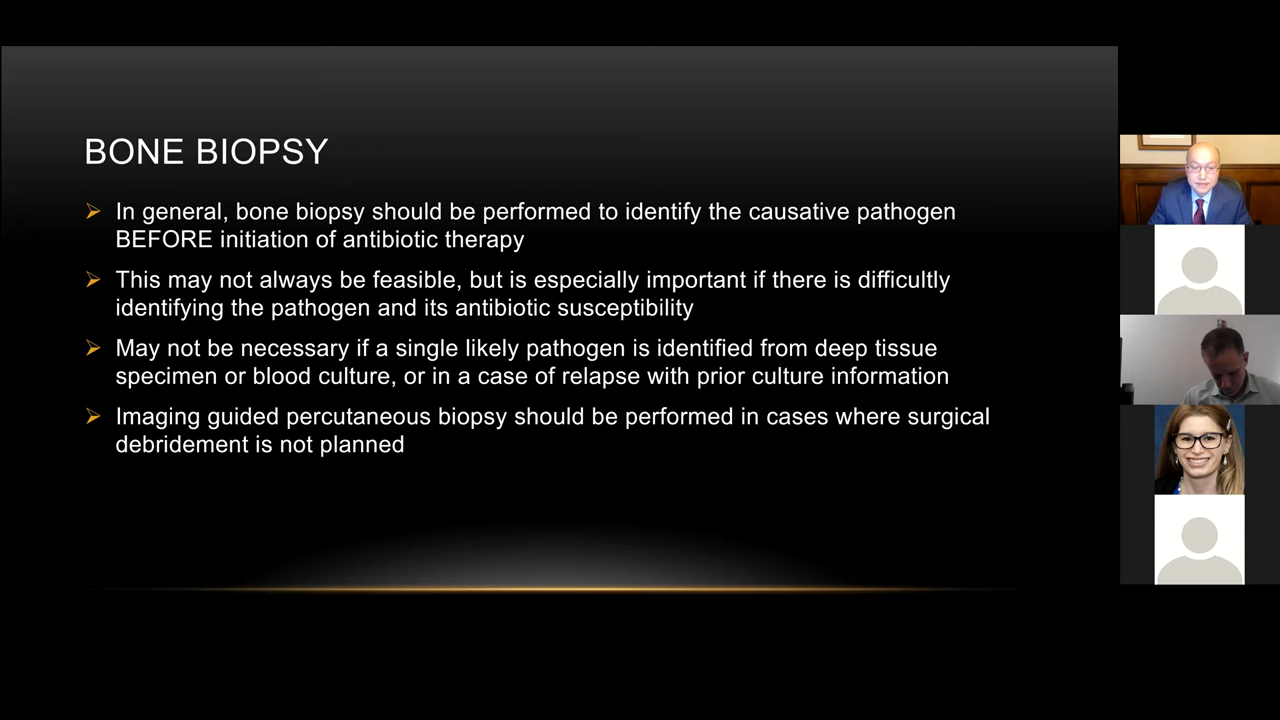 BONE BIOPSY
In general, bone biopsy should be performed to identify the causative pathogen
BEFORE initiation of antibiotic therapy
This may not always be feasible, but is especially important if there is difficultly
identifying the pathogen and its antibiotic susceptibility
May not be necessary if a single likely pathogen is identified from deep tissue
specimen or blood culture, or in a case of relapse with prior culture information
Imaging guided percutaneous biopsy should be performed in cases where surgical
debridement is not planned